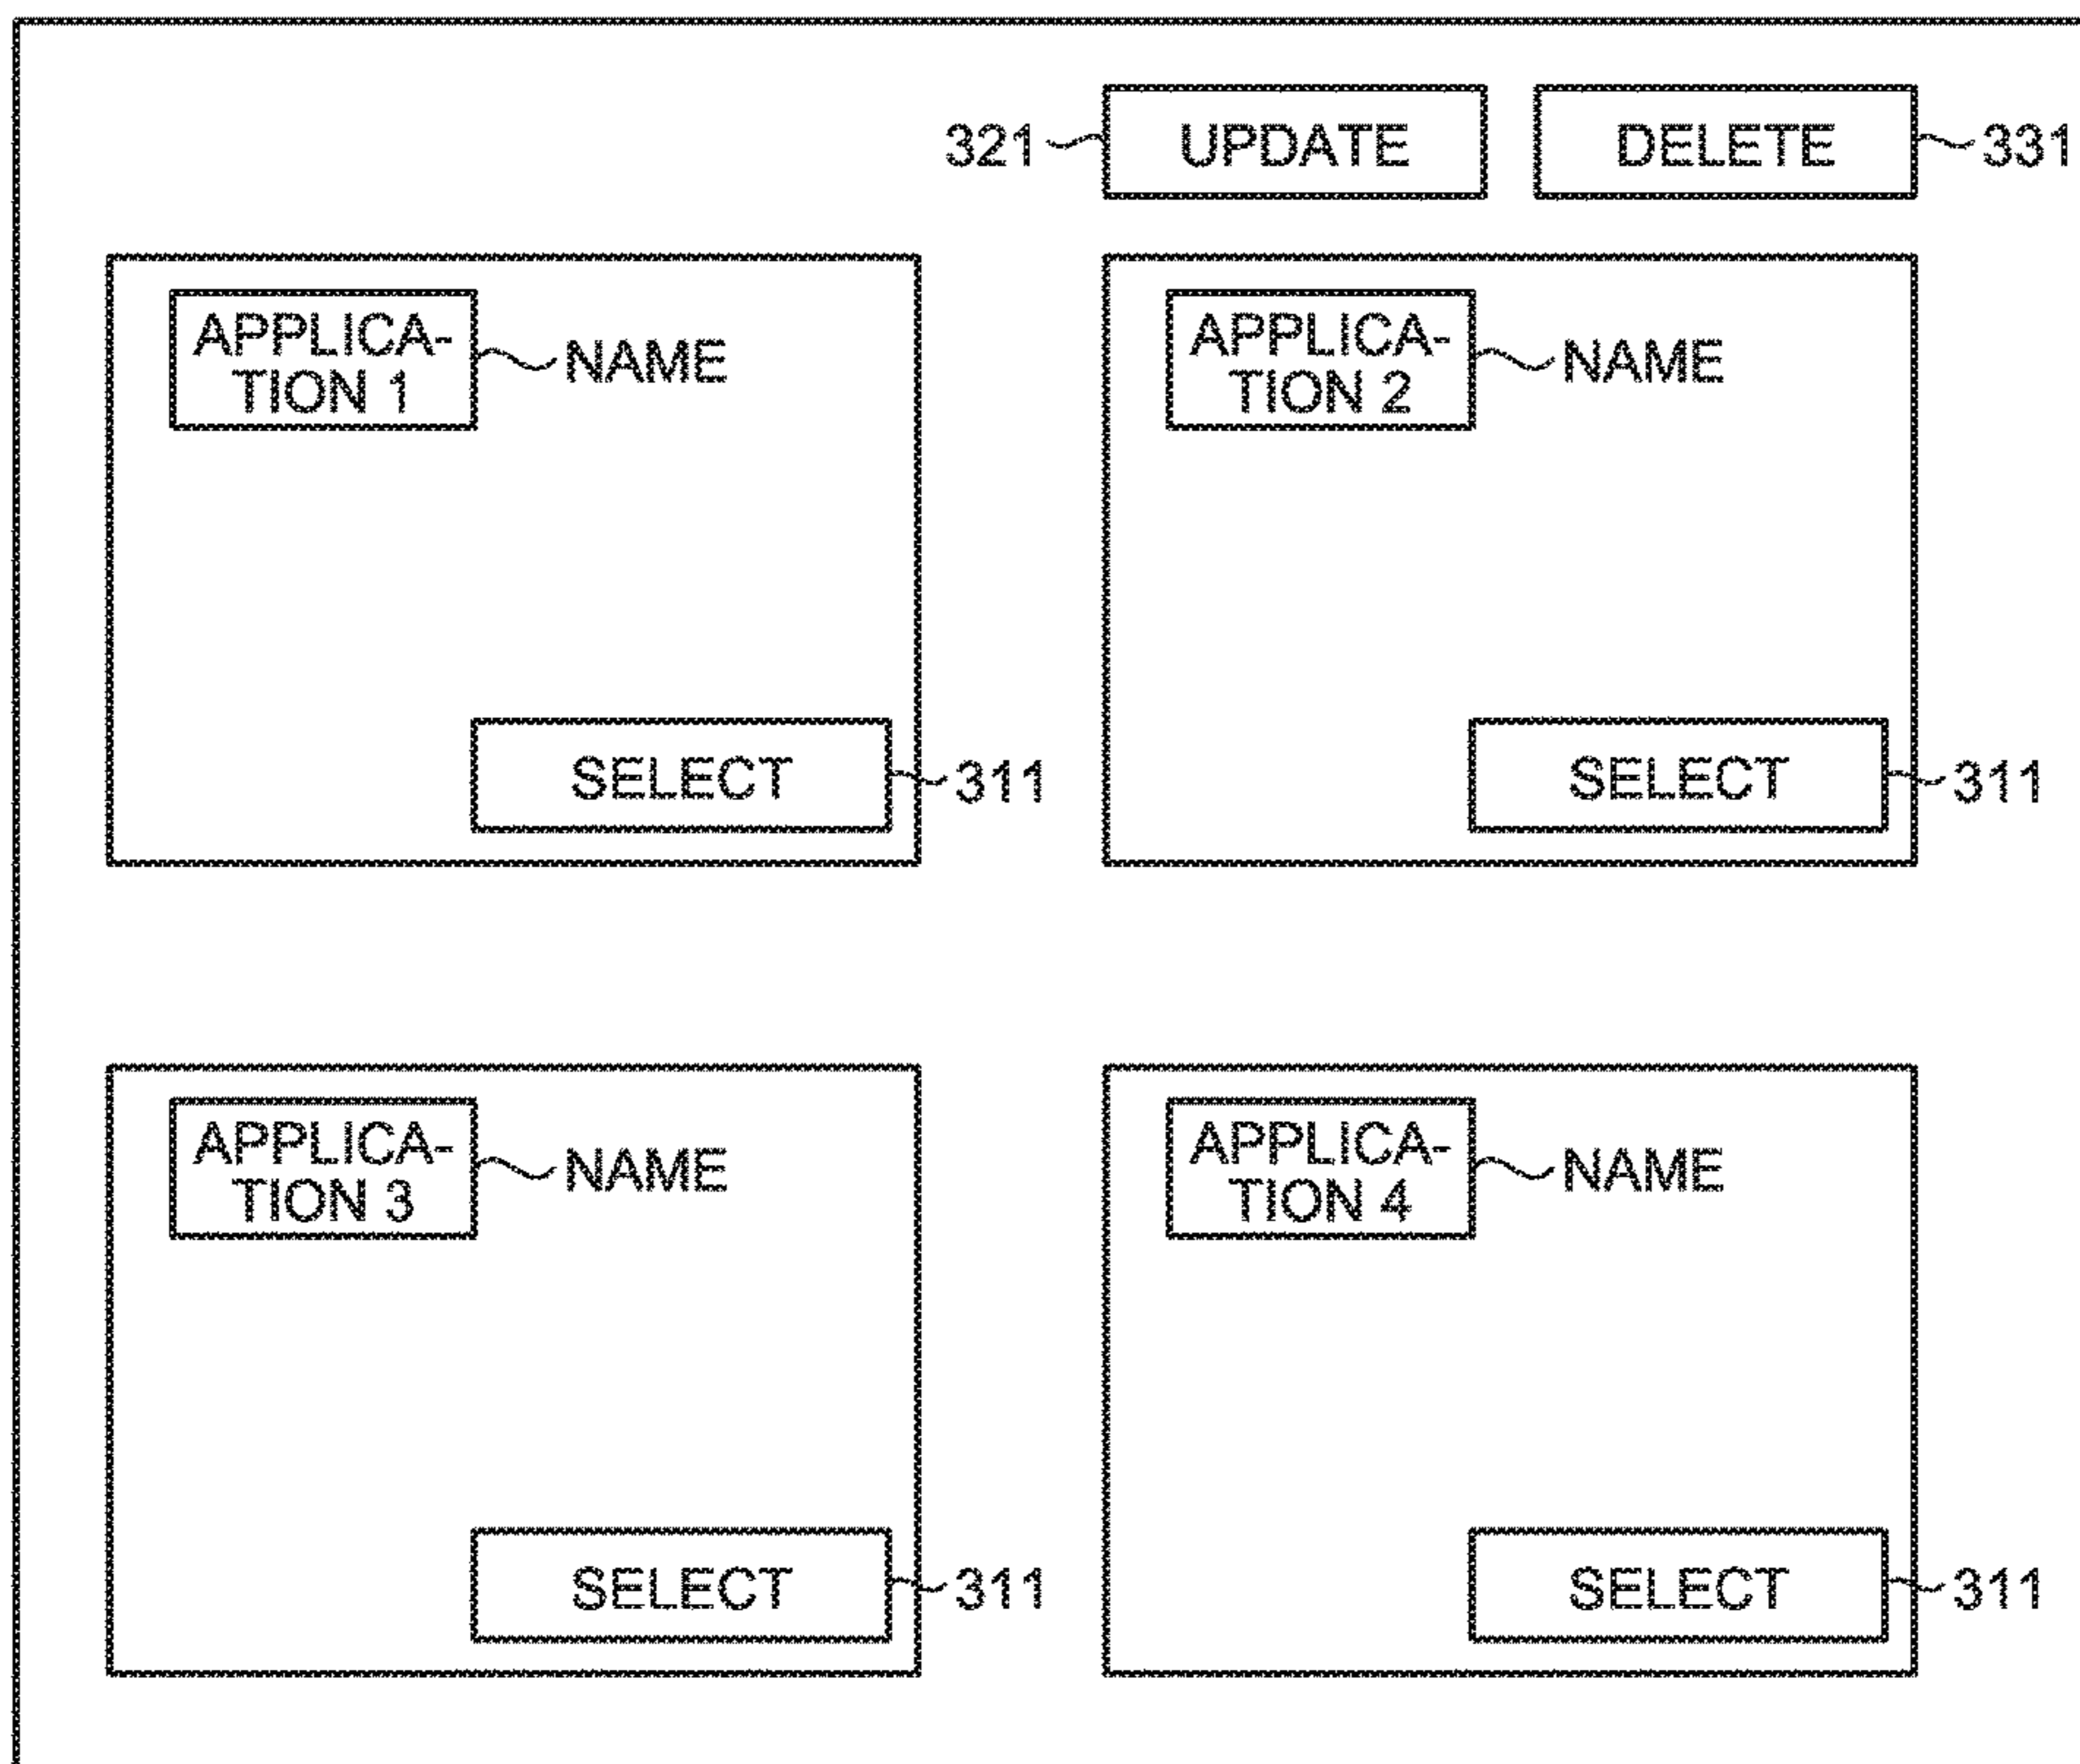 321 UPDATE DELETE 331
APPLICA-
TION 1
NAME
APPLICA-
TION 2
NAME
SELECT 311
SELECT 311
APPLICA-
TION 3
NAME
APPLICA-
TION 4
NAME
SELECT 311
SELECT 311